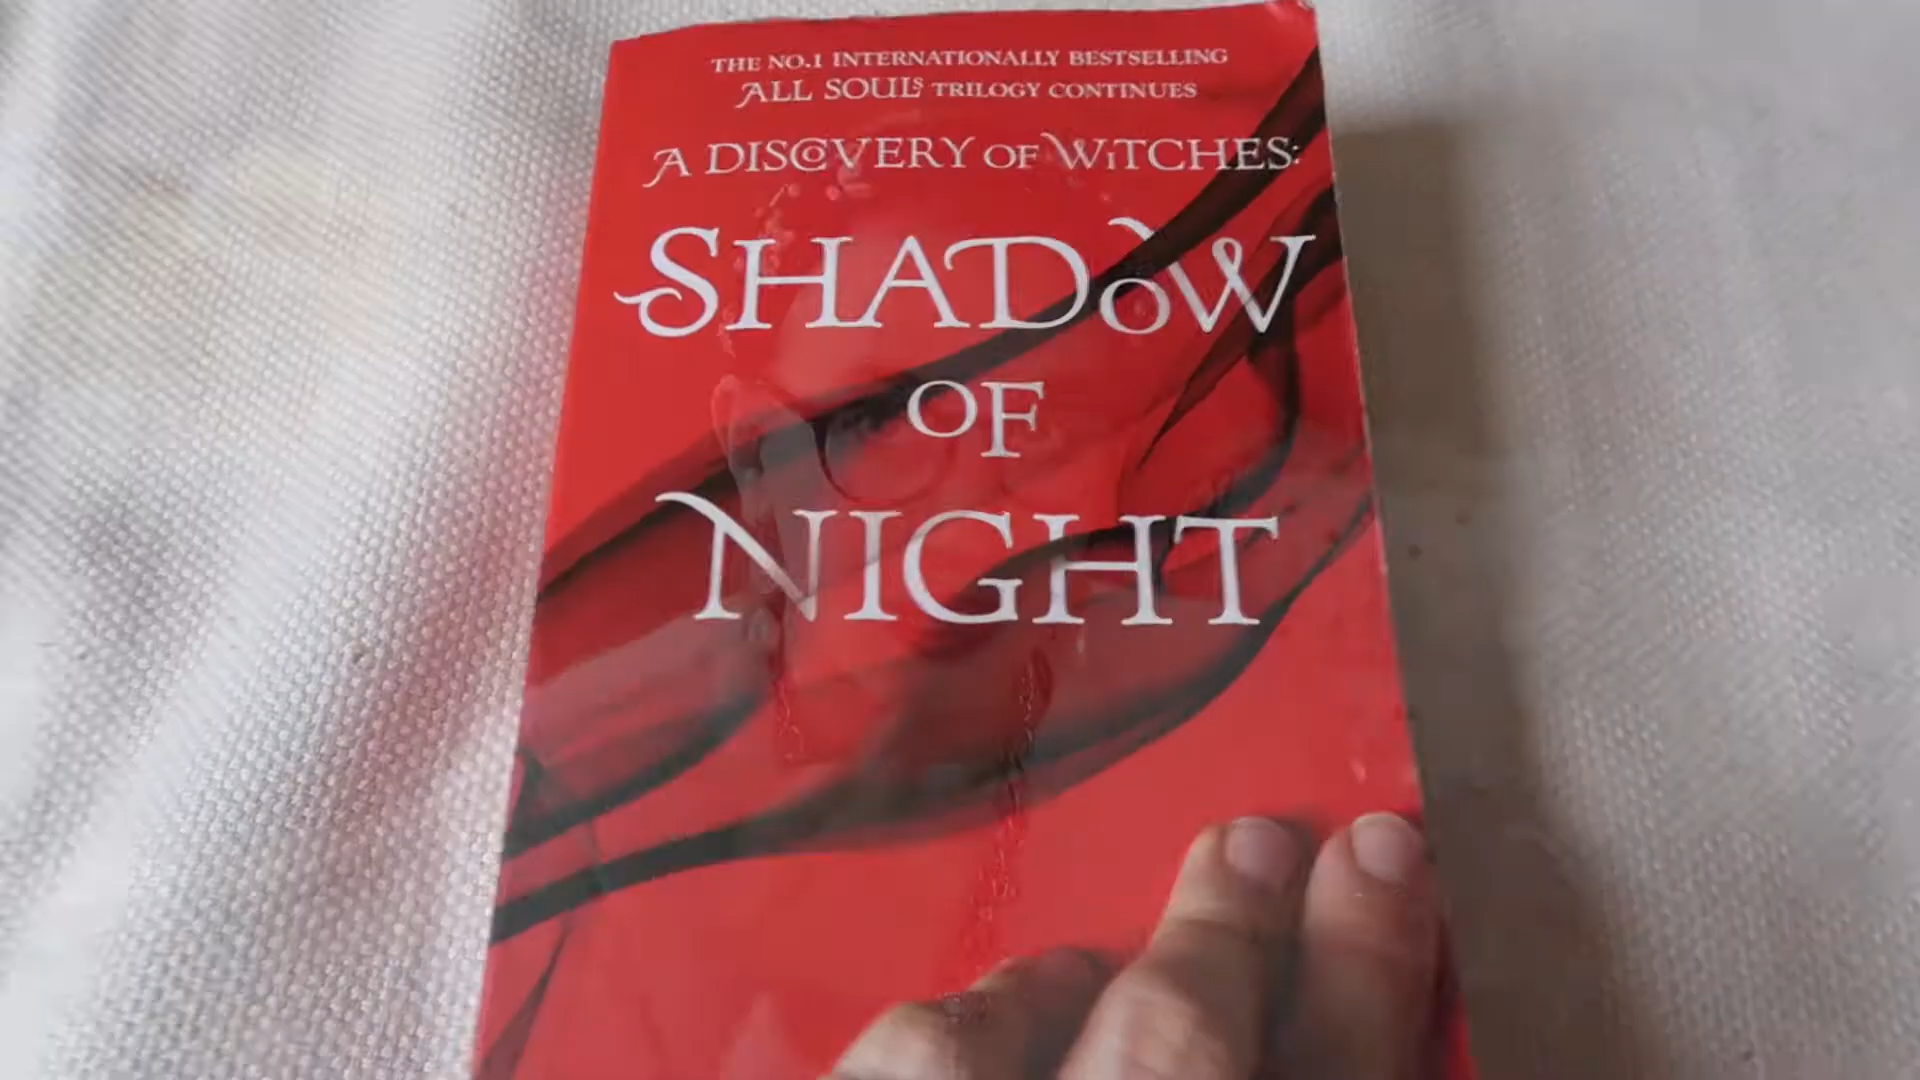 THE NO.1 INTERNATIONALLY BESTSELLING
ALL SOULS TRILOGY CONTINUES
A DISCOVERY OF WITCHES:
SHADOW
OF
NIGHT